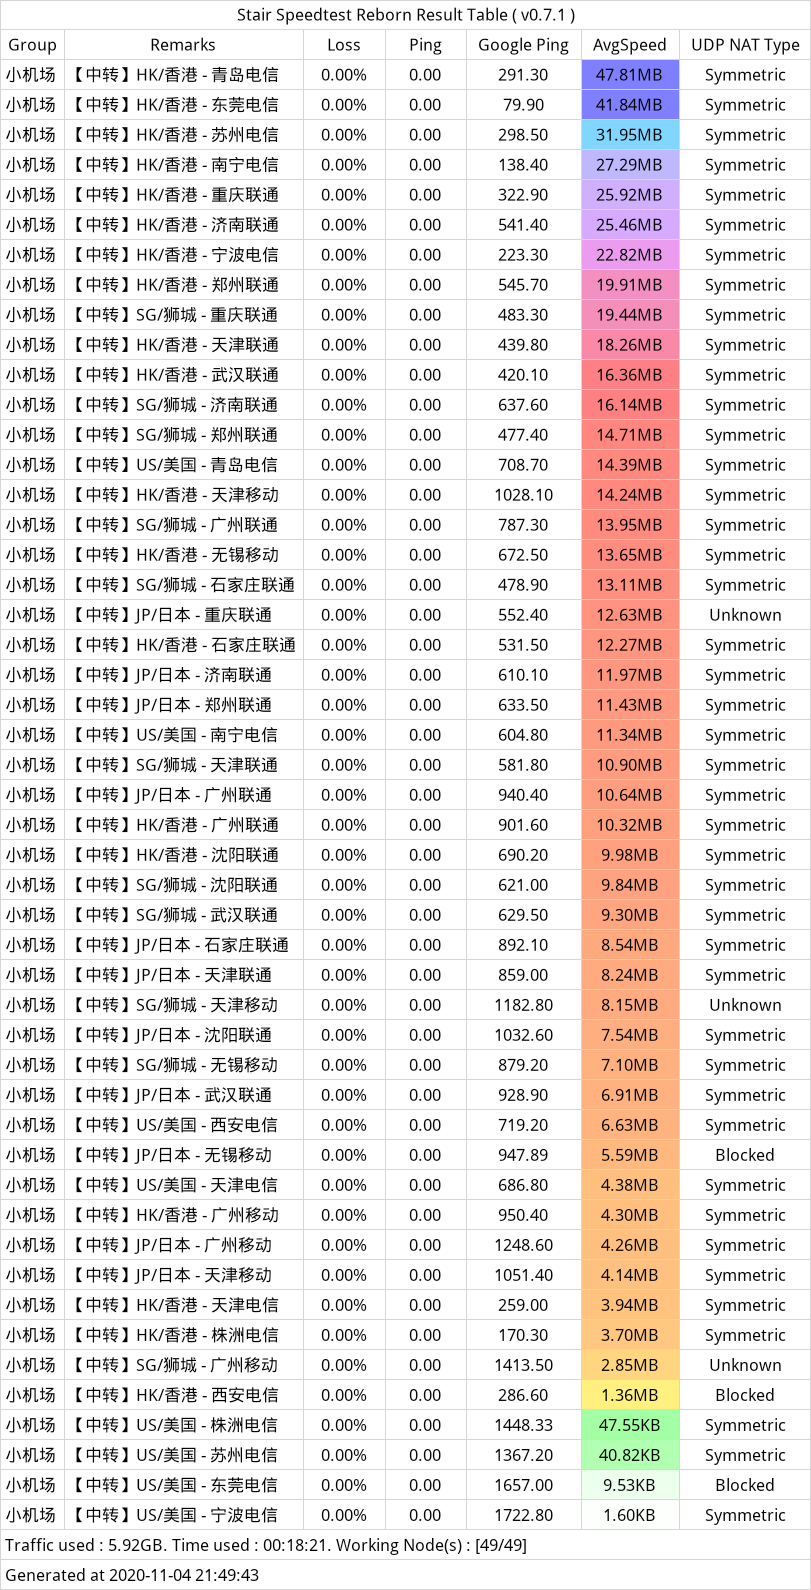 Stair Speedtest Reborn Result Table ( v0.7.1 )
Group Remarks Loss Ping Google Ping AvgSpeed UDP NAT Type
小机场 【中转】HK/香港 - 青岛电信 0.00% 0.00 291.30 47.81MB Symmetric
小机场 【中转】HK/香港 - 东莞电信 0.00% 0.00 79.90 41.84MB Symmetric
小机场 【中转】HK/香港 - 苏州电信 0.00% 0.00 298.50 31.95MB Symmetric
小机场 【中转】HK/香港 - 南宁电信 0.00% 0.00 138.40 27.29MB Symmetric
小机场 【中转】HK/香港 - 重庆联通 0.00% 0.00 322.90 25.92MB Symmetric
小机场 【中转】HK/香港 - 济南联通 0.00% 0.00 541.40 25.46MB Symmetric
小机场 【中转】HK/香港 - 宁波电信 0.00% 0.00 223.30 22.82MB Symmetric
小机场 【中转】HK/香港 - 郑州联通 0.00% 0.00 545.70 19.91MB Symmetric
小机场 【中转】SG/狮城 - 重庆联通 0.00% 0.00 483.30 19.44MB Symmetric
小机场 【中转】HK/香港 - 天津联通 0.00% 0.00 439.80 18.26MB Symmetric
小机场 【中转】HK/香港 - 武汉联通 0.00% 0.00 420.10 16.36MB Symmetric
小机场 【中转】SG/狮城 - 济南联通 0.00% 0.00 637.60 16.14MB Symmetric
小机场 【中转】SG/狮城 - 郑州联通 0.00% 0.00 477.40 14.71MB Symmetric
小机场 【中转】US/美国 - 青岛电信 0.00% 0.00 708.70 14.39MB Symmetric
小机场 【中转】HK/香港 - 天津移动 0.00% 0.00 1028.10 14.24MB Symmetric
小机场 【中转】SG/狮城 - 广州联通 0.00% 0.00 787.30 13.95MB Symmetric
小机场 【中转】HK/香港 - 无锡移动 0.00% 0.00 672.50 13.65MB Symmetric
小机场 【中转】SG/狮城 - 石家庄联通 0.00% 0.00 478.90 13.11MB Symmetric
小机场 【中转】JP/日本 - 重庆联通 0.00% 0.00 552.40 12.63MB Unknown
小机场 【中转】HK/香港 - 石家庄联通 0.00% 0.00 531.50 12.27MB Symmetric
小机场 【中转】JP/日本 - 济南联通 0.00% 0.00 610.10 11.97MB Symmetric
小机场 【中转】JP/日本 - 郑州联通 0.00% 0.00 633.50 11.43MB Symmetric
小机场 【中转】US/美国 - 南宁电信 0.00% 0.00 604.80 11.34MB Symmetric
小机场 【中转】SG/狮城 - 天津联通 0.00% 0.00 581.80 10.90MB Symmetric
小机场 【中转】JP/日本 - 广州联通 0.00% 0.00 940.40 10.64MB Symmetric
小机场 【中转】HK/香港 - 广州联通 0.00% 0.00 901.60 10.32MB Symmetric
小机场 【中转】HK/香港 - 沈阳联通 0.00% 0.00 690.20 9.98MB Symmetric
小机场 【中转】SG/狮城 - 沈阳联通 0.00% 0.00 621.00 9.84MB Symmetric
小机场 【中转】SG/狮城 - 武汉联通 0.00% 0.00 629.50 9.30MB Symmetric
小机场 【中转】JP/日本 - 石家庄联通 0.00% 0.00 892.10 8.54MB Symmetric
小机场 【中转】JP/日本 - 天津联通 0.00% 0.00 859.00 8.24MB Symmetric
小机场 【中转】SG/狮城 - 天津移动 0.00% 0.00 1182.80 8.15MB Unknown
小机场 【中转】JP/日本 - 沈阳联通 0.00% 0.00 1032.60 7.54MB Symmetric
小机场 【中转】SG/狮城 - 无锡移动 0.00% 0.00 879.20 7.10MB Symmetric
小机场 【中转】JP/日本 - 武汉联通 0.00% 0.00 928.90 6.91MB Symmetric
小机场 【中转】US/美国 - 西安电信 0.00% 0.00 719.20 6.63MB Symmetric
小机场 【中转】JP/日本 - 无锡移动 0.00% 0.00 947.89 5.59MB Blocked
小机场 【中转】US/美国 - 天津电信 0.00% 0.00 686.80 4.38MB Symmetric
小机场 【中转】HK/香港 - 广州移动 0.00% 0.00 950.40 4.30MB Symmetric
小机场 【中转】JP/日本 - 广州移动 0.00% 0.00 1248.60 4.26MB Symmetric
小机场 【中转】JP/日本 - 天津移动 0.00% 0.00 1051.40 4.14MB Symmetric
小机场 【中转】HK/香港 - 天津电信 0.00% 0.00 259.00 3.94MB Symmetric
小机场 【中转】HK/香港 - 株洲电信 0.00% 0.00 170.30 3.70MB Symmetric
小机场 【中转】SG/狮城 - 广州移动 0.00% 0.00 1413.50 2.85MB Unknown
小机场 【中转】HK/香港 - 西安电信 0.00% 0.00 286.60 1.36MB Blocked
小机场 【中转】US/美国 - 株洲电信 0.00% 0.00 1448.33 47.55KB Symmetric
小机场 【中转】US/美国 - 苏州电信 0.00% 0.00 1367.20 40.82KB Symmetric
小机场 【中转】US/美国 - 东莞电信 0.00% 0.00 1657.00 9.53KB Blocked
小机场 【中转】US/美国 - 宁波电信 0.00% 0.00 1722.80 1.60KB Symmetric
Traffic used : 5.92GB. Time used : 00:18:21. Working Node(s) : [49/49]
Generated at 2020-11-04 21:49:43